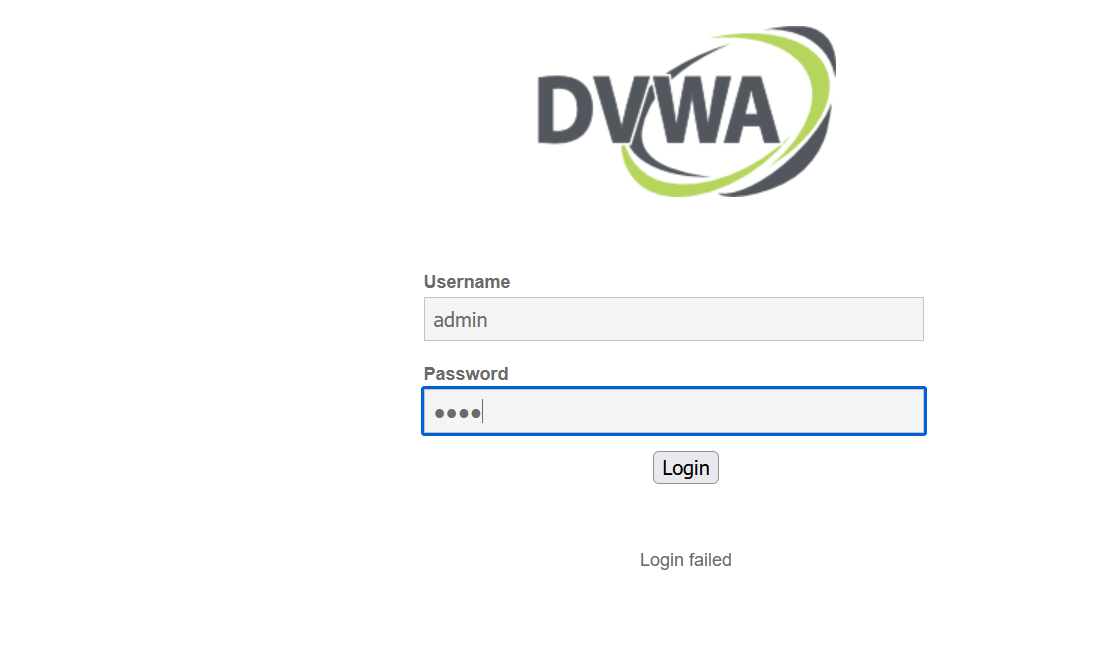 DVWA
Username
admin
Password
••••
Login
Login failed